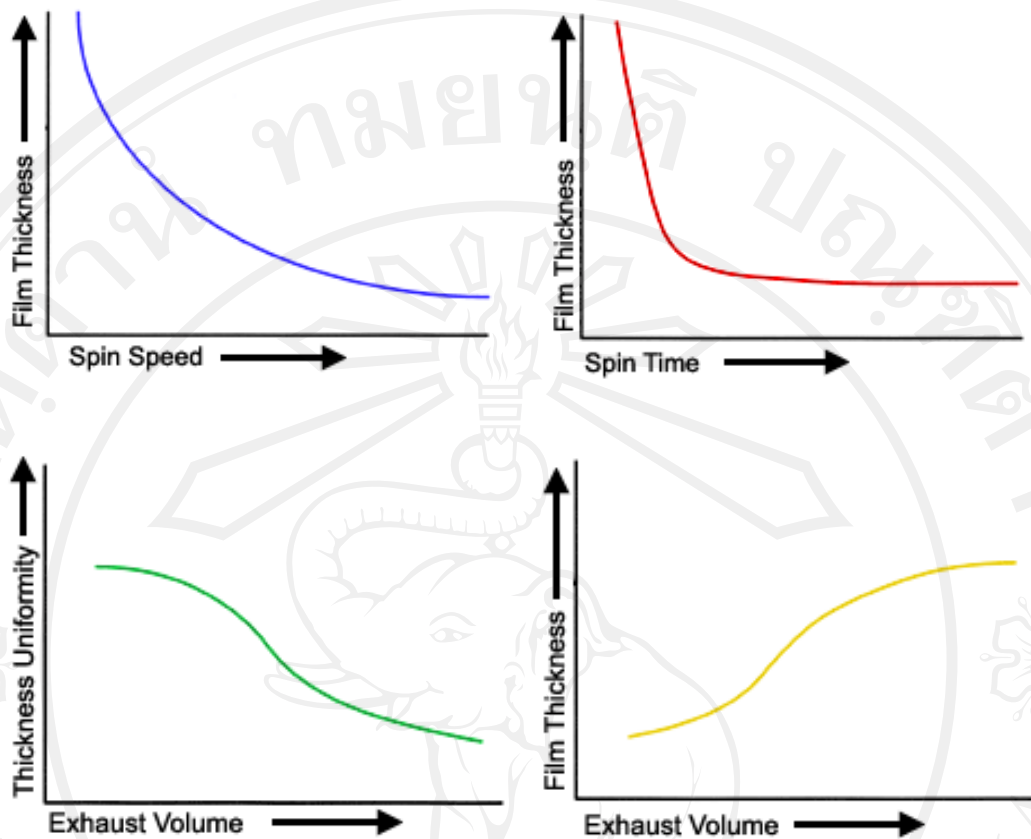 Film Thickness
Spin Speed
Film Thickness
Spin Time
Thickness Uniformity
Exhaust Volume
Film Thickness
Exhaust Volume